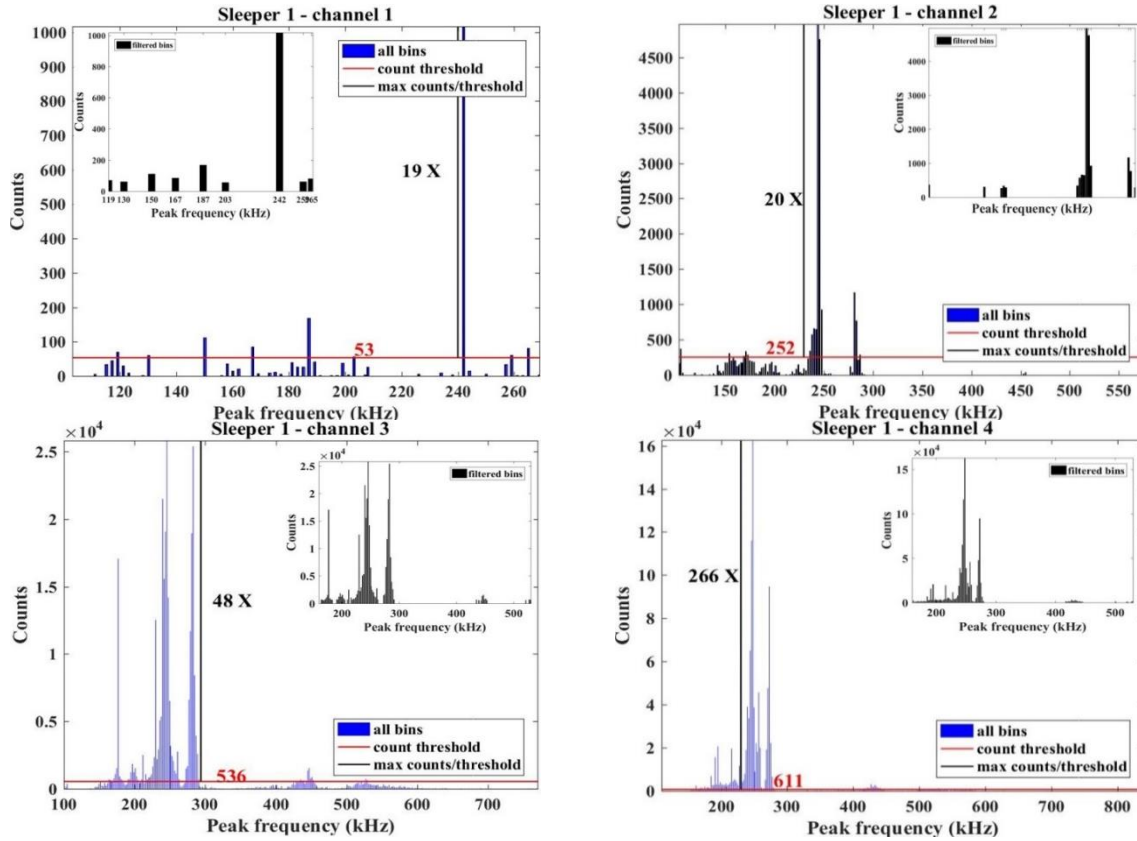 Sleeper 1 - channel 1
1000
900
800
700
600
500
400
300
200
100
0
Counts
120
140
160
180
200
220
240
260
Peak frequency (kHz)
all bins
count threshold
max counts/threshold
19 X
53
filtered bins
1000
800
600
400
200
0
Counts
119 130 150 167 187 203 242 259 265
Peak frequency (kHz)
Sleeper 1 - channel 2
4500
4000
3500
3000
2500
2000
1500
1000
500
0
Counts
150 200 250 300 350 400 450 500 550
Peak frequency (kHz)
all bins
count threshold
max counts/threshold
20 X
252
filtered bins
5000
4000
3000
2000
1000
0
Counts
Peak frequency (kHz)
Sleeper 1 - channel 3
×10⁴
2.5
2
1.5
1
0.5
0
Counts
100 200 300 400 500 600 700
Peak frequency (kHz)
all bins
count threshold
max counts/threshold
48 X
536
filtered bins
×10⁴
2.5
2
1.5
1
0.5
0
Counts
200 300 400 500
Peak frequency (kHz)
Sleeper 1 - channel 4
×10⁴
16
14
12
10
8
6
4
2
0
Counts
200 300 400 500 600 700 800
Peak frequency (kHz)
all bins
count threshold
max counts/threshold
266 X
611
filtered bins
×10⁴
15
10
5
0
Counts
200 300 400 500
Peak frequency (kHz)